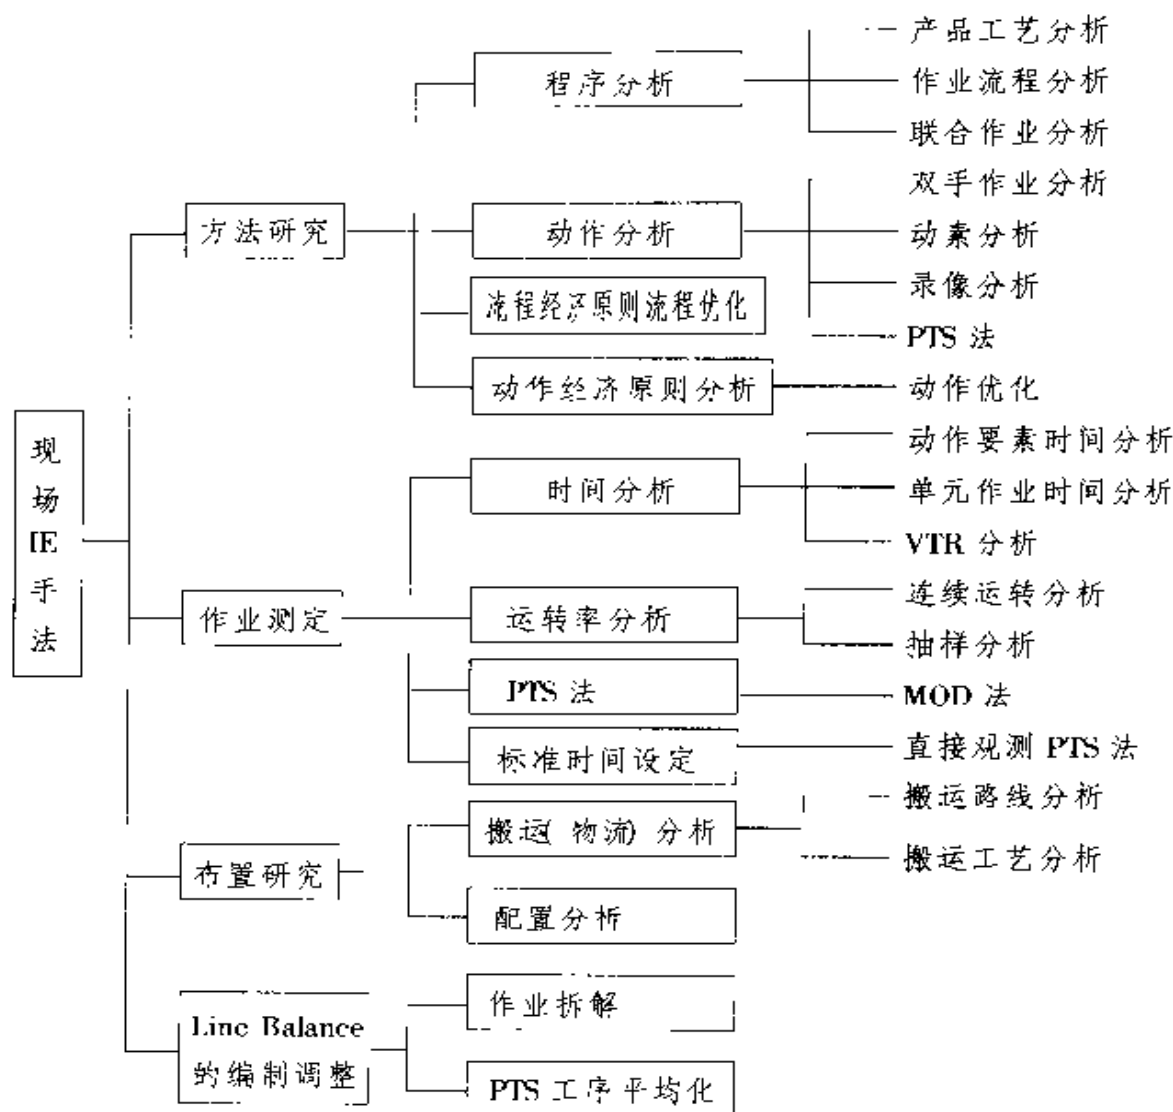 现
场
IE
手
法
方法研究
程序分析
产品工艺分析
作业流程分析
联合作业分析
动作分析
双手作业分析
动素分析
录像分析
PTS 法
流程经济原则流程优化
动作经济原则分析
动作优化
作业测定
时间分析
动作要素时间分析
单元作业时间分析
VTR 分析
运转率分析
连续运转分析
抽样分析
PTS 法
MOD 法
标准时间设定
直接观测 PTS 法
布置研究
搬运(物流)分析
搬运路线分析
搬运工艺分析
配置分析
Line Balance
的编制调整
作业拆解
PTS 工序平均化